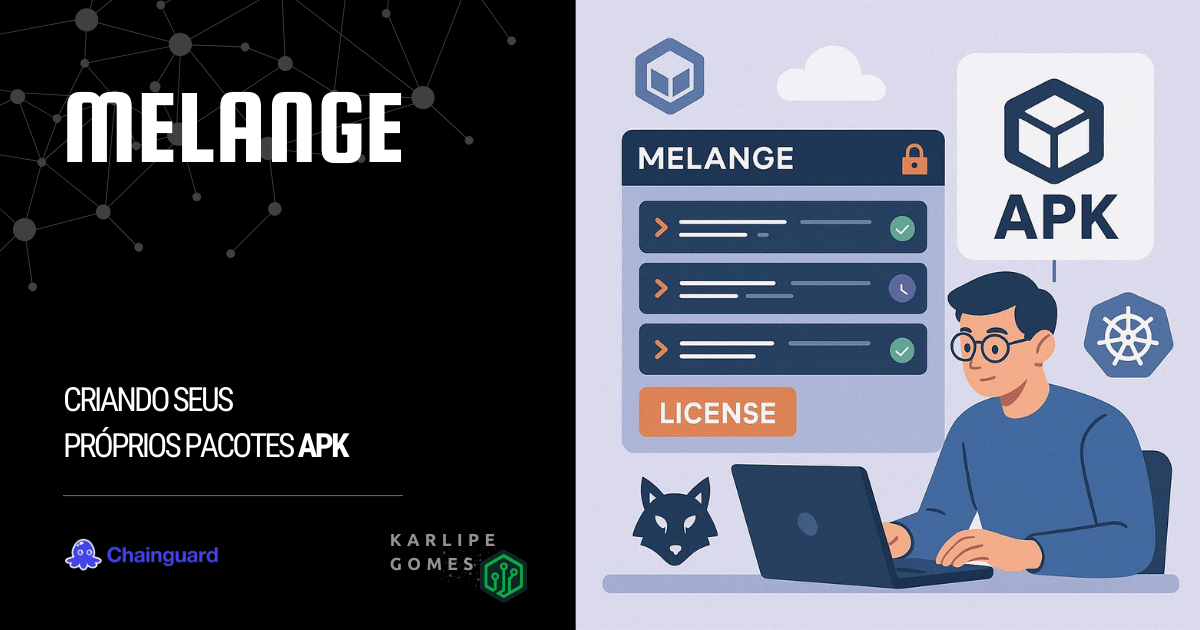 MELANGE
CRIANDO SEUS
PRÓPRIOS PACOTES APK
Chainguard
KARLIPE
GOMES
MELANGE
LICENSE
APK